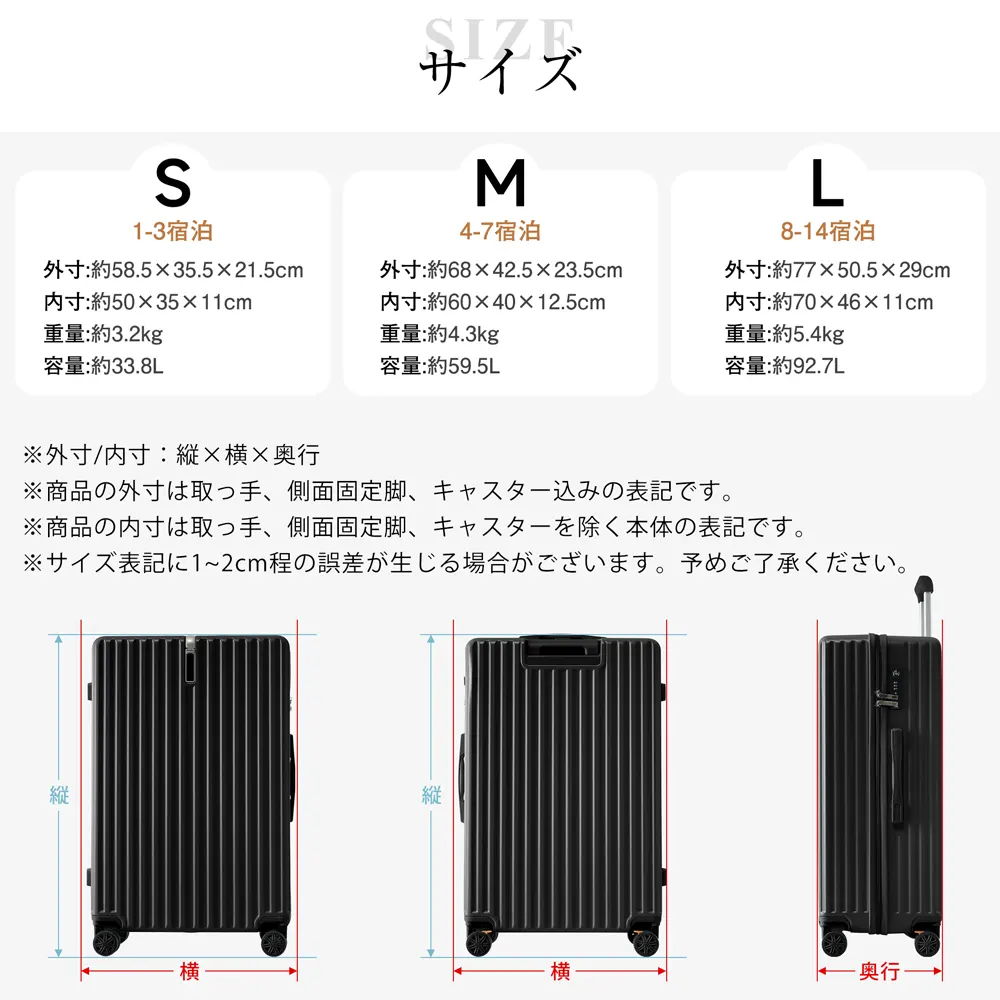 SIZE
サイズ
S
1-3宿泊
外寸:約58.5×35.5×21.5cm
内寸:約50×35×11cm
重量:約3.2kg
容量:約33.8L
M
4-7宿泊
外寸:約68×42.5×23.5cm
内寸:約60×40×12.5cm
重量:約4.3kg
容量:約59.5L
L
8-14宿泊
外寸:約77×50.5×29cm
内寸:約70×46×11cm
重量:約5.4kg
容量:約92.7L
※外寸/内寸：縦×横×奥行
※商品の外寸は取っ手、側面固定脚、キャスター込みの表記です。
※商品の内寸は取っ手、側面固定脚、キャスターを除く本体の表記です。
※サイズ表記に1~2cm程の誤差が生じる場合がございます。予めご了承ください。
縦
横
縦
横
奥行